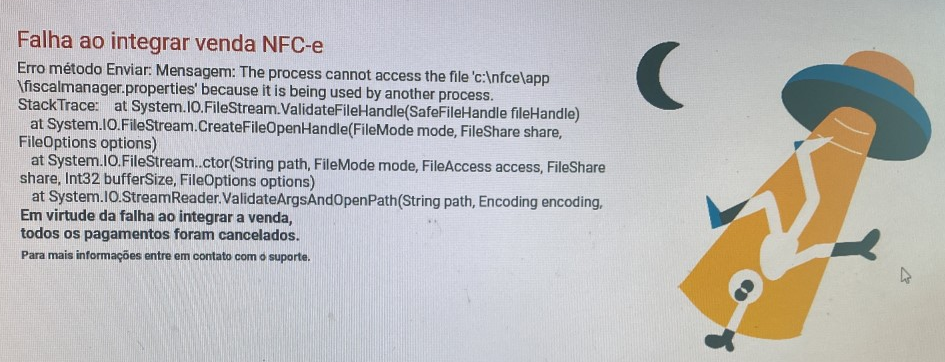 Falha ao integrar venda NFC-e
Erro método Enviar: Mensagem: The process cannot access the file 'c:\nfce\app
\fiscalmanager.properties' because it is being used by another process.
StackTrace: at System.IO.FileStream.ValidateFileHandle(SafeFileHandle fileHandle)
at System.IO.FileStream.CreateFileOpenHandle(FileMode mode, FileShare share,
FileOptions options)
at System.IO.FileStream..ctor(String path, FileMode mode, FileAccess access, FileShare
share, Int32 bufferSize, FileOptions options)
at System.IO.StreamReader.ValidateArgsAndOpenPath(String path, Encoding encoding,
Em virtude da falha ao integrar a venda,
todos os pagamentos foram cancelados.
Para mais informações entre em contato com o suporte.